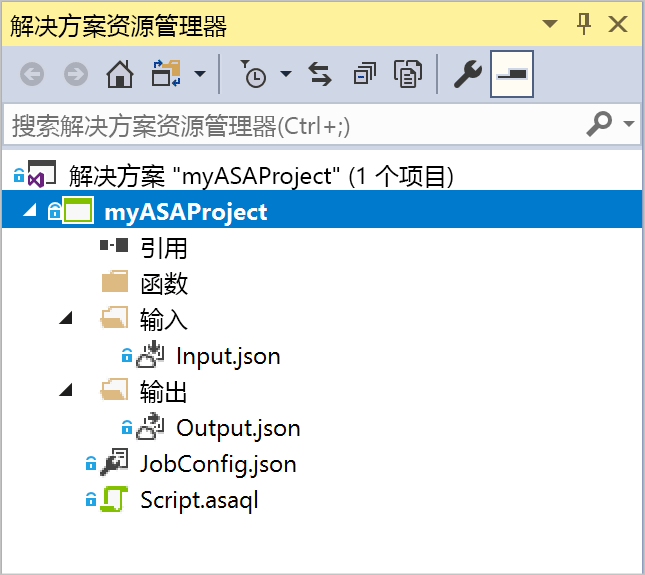 解决方案资源管理器
搜索解决方案资源管理器(Ctrl+;)
解决方案 "myASAProject" (1 个项目)
myASAProject
引用
函数
输入
Input.json
输出
Output.json
JobConfig.json
Script.asaql